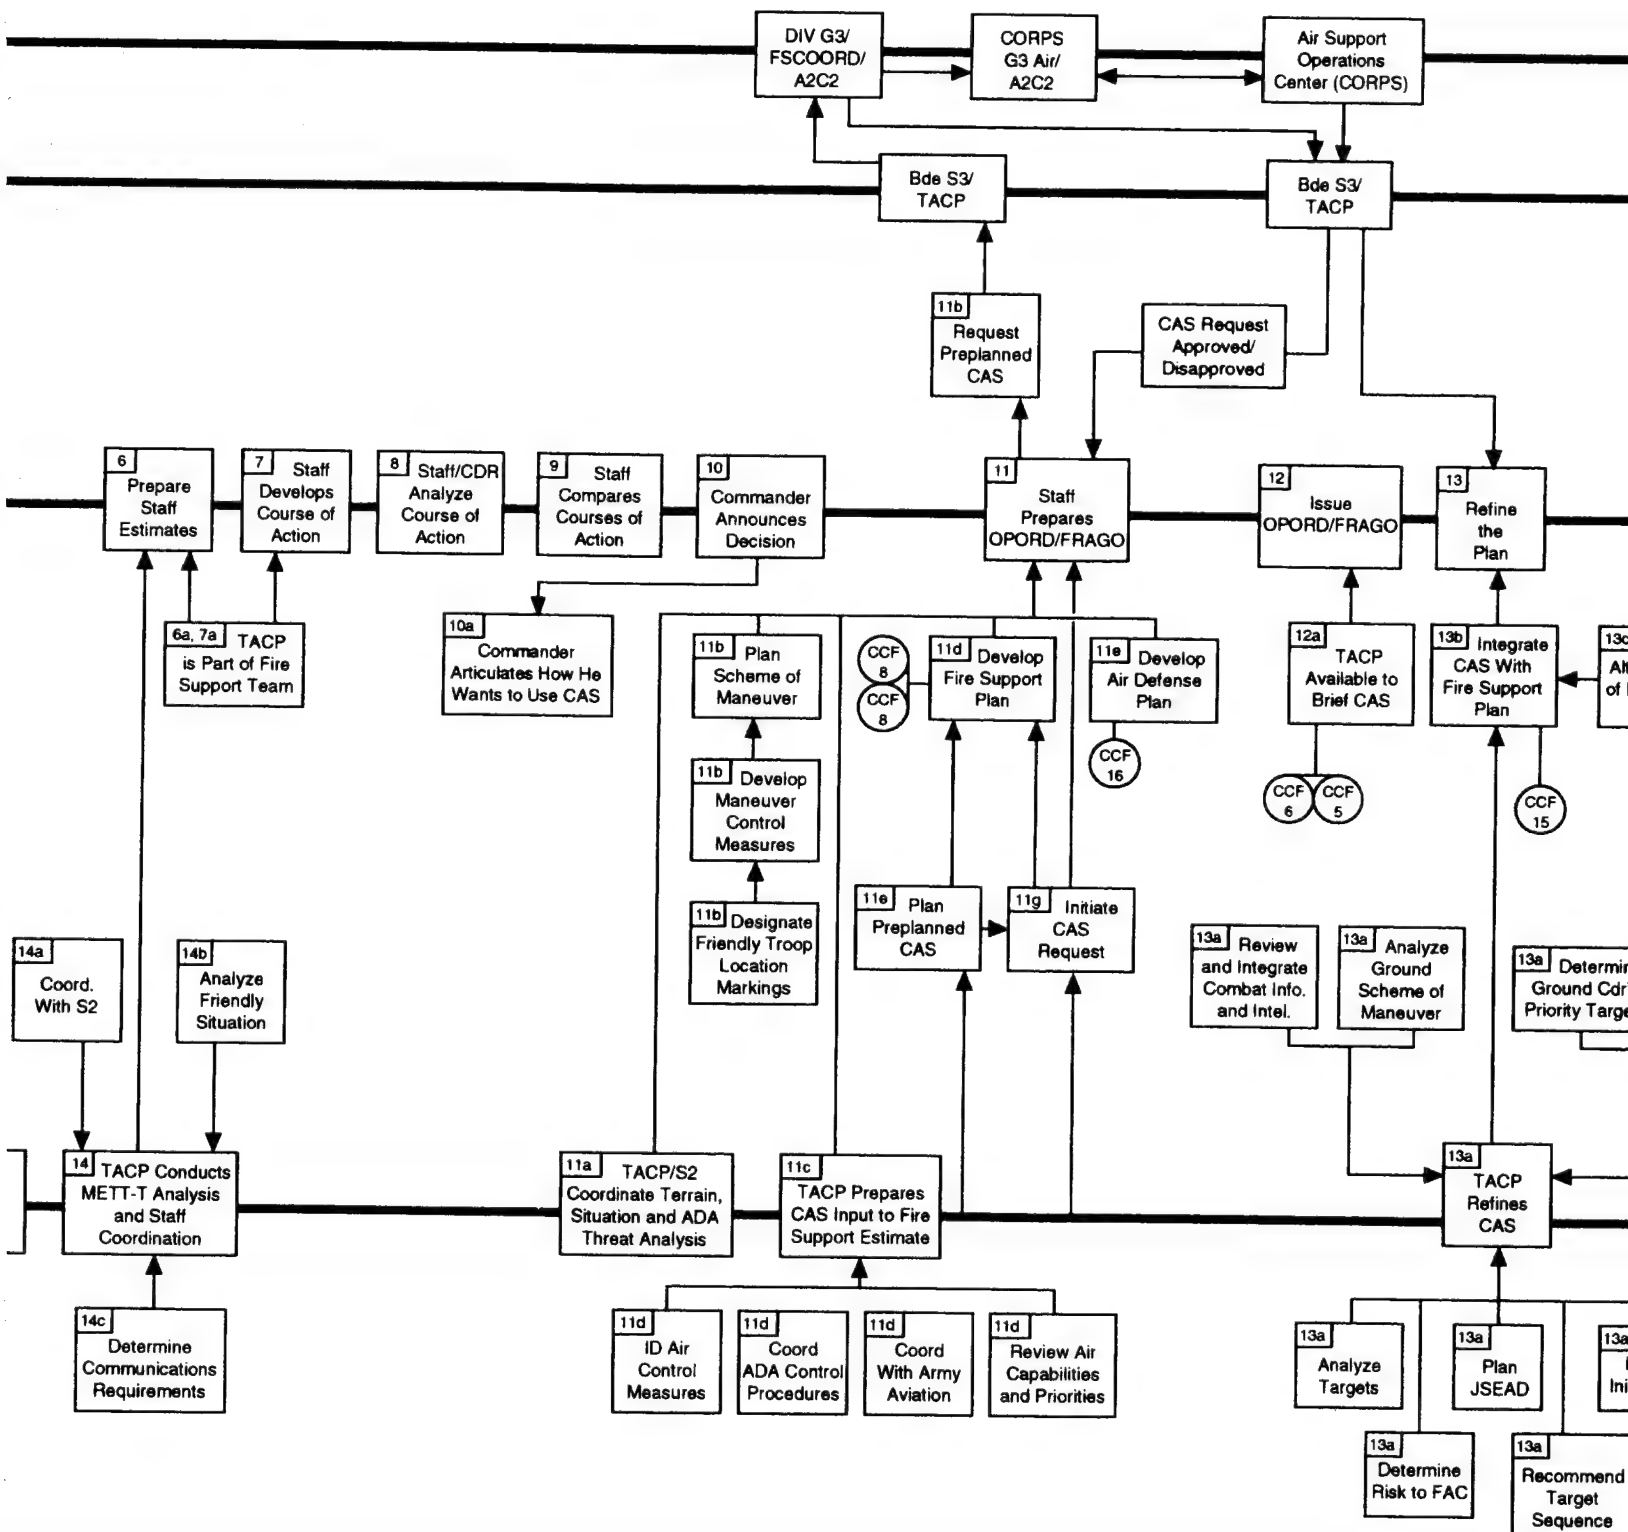 DIV G3/
FSCOORD/
A2C2
CORPS
G3 Air/
A2C2
Air Support
Operations
Center (CORPS)
Bde S3/
TACP
Bde S3/
TACP
11b
Request
Preplanned
CAS
CAS Request
Approved/
Disapproved
6
Prepare
Staff
Estimates
7
Staff
Develops
Course of
Action
8
Staff/CDR
Analyze
Course of
Action
9
Staff
Compares
Courses of
Action
10
Commander
Announces
Decision
11
Staff
Prepares
OPORD/FRAGO
12
Issue
OPORD/FRAGO
13
Refine
the
Plan
6a, 7a TACP
is Part of Fire
Support Team
10a
Commander
Articulates How He
Wants to Use CAS
11b Plan
Scheme of
Maneuver
CCF
8
CCF
8
11d Develop
Fire Support
Plan
11e Develop
Air Defense
Plan
CCF
16
12a
TACP
Available to
Brief CAS
CCF
6
CCF
5
13b Integrate
CAS With
Fire Support
Plan
CCF
15
13c
Alt
of
11b Develop
Maneuver
Control
Measures
11b Designate
Friendly Troop
Location
Markings
11e Plan
Preplanned
CAS
11g Initiate
CAS
Request
13a Review
and Integrate
Combat Info.
and Intel.
13a Analyze
Ground
Scheme of
Maneuver
13a Determin
Ground Cdr'
Priority Targe
14a
Coord.
With S2
14b
Analyze
Friendly
Situation
14 TACP Conducts
METT-T Analysis
and Staff
Coordination
11a TACP/S2
Coordinate Terrain,
Situation and ADA
Threat Analysis
11c
TACP Prepares
CAS Input to Fire
Support Estimate
13a
TACP
Refines
CAS
14c
Determine
Communications
Requirements
11d
ID Air
Control
Measures
11d
Coord
ADA Control
Procedures
11d
Coord
With Army
Aviation
11d
Review Air
Capabilities
and Priorities
13a
Analyze
Targets
13a
Plan
JSEAD
13a
Ini
13a
Determine
Risk to FAC
13a
Recommend
Target
Sequence